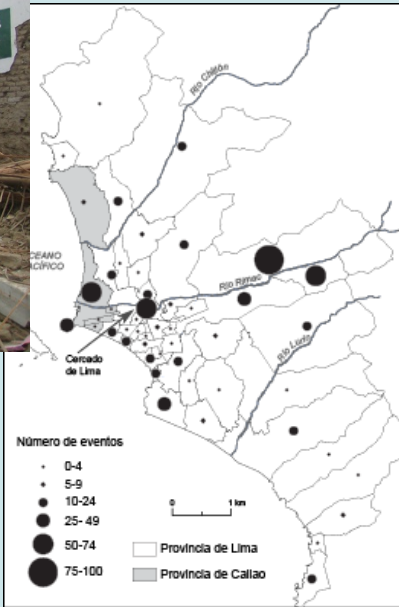 Río Chillón
OCEANO
PACÍFICO
Río Rímac
Río Lurín
Cercado
de Lima
Número de eventos
0-4
5-9
10-24
25- 49
50-74
75-100
0
1 km
Provincia de Lima
Provincia de Callao